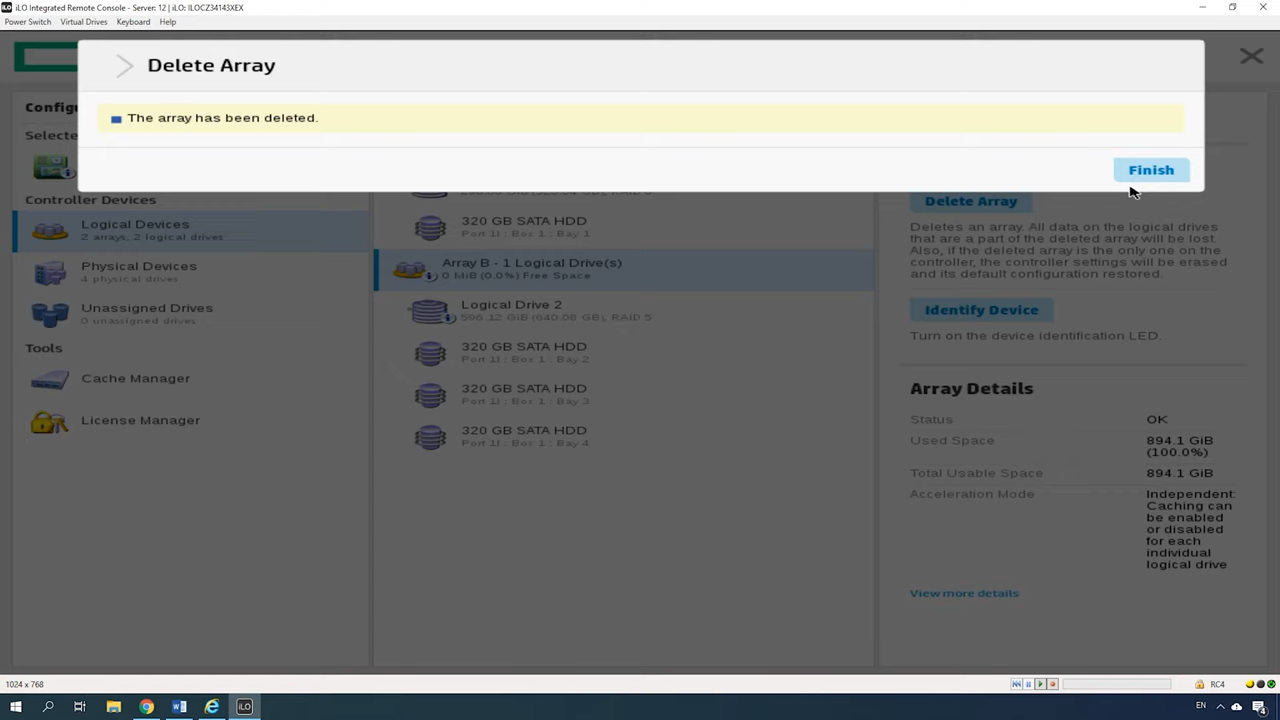 iLO Integrated Remote Console - Server: 12 | iLO: ILOCZ34143XEX
Power Switch Virtual Drives Keyboard Help
Delete Array
The array has been deleted.
Finish
Config
Selecte
Controller Devices
Logical Devices
2 arrays, 2 logical drives
Physical Devices
4 physical drives
Unassigned Drives
0 unassigned drives
Tools
Cache Manager
License Manager
320 GB SATA HDD
Port 1I : Box 1 : Bay 1
Array B - 1 Logical Drive(s)
0 MiB (0.0%) Free Space
Logical Drive 2
596.12 GiB (640.08 GB), RAID 5
320 GB SATA HDD
Port 1I : Box 1 : Bay 2
320 GB SATA HDD
Port 1I : Box 1 : Bay 3
320 GB SATA HDD
Port 1I : Box 1 : Bay 4
Delete Array
Deletes an array. All data on the logical drives
that are a part of the deleted array will be lost.
Also, if the deleted array is the only one on the
controller, the controller settings will be erased
and its default configuration restored.
Identify Device
Turn on the device identification LED.
Array Details
Status OK
Used Space 894.1 GiB
(100.0%)
Total Usable Space 894.1 GiB
Acceleration Mode Independent:
Caching can
be enabled
or disabled
for each
individual
logical drive
View more details
1024 x 768
RC4
iLO
EN